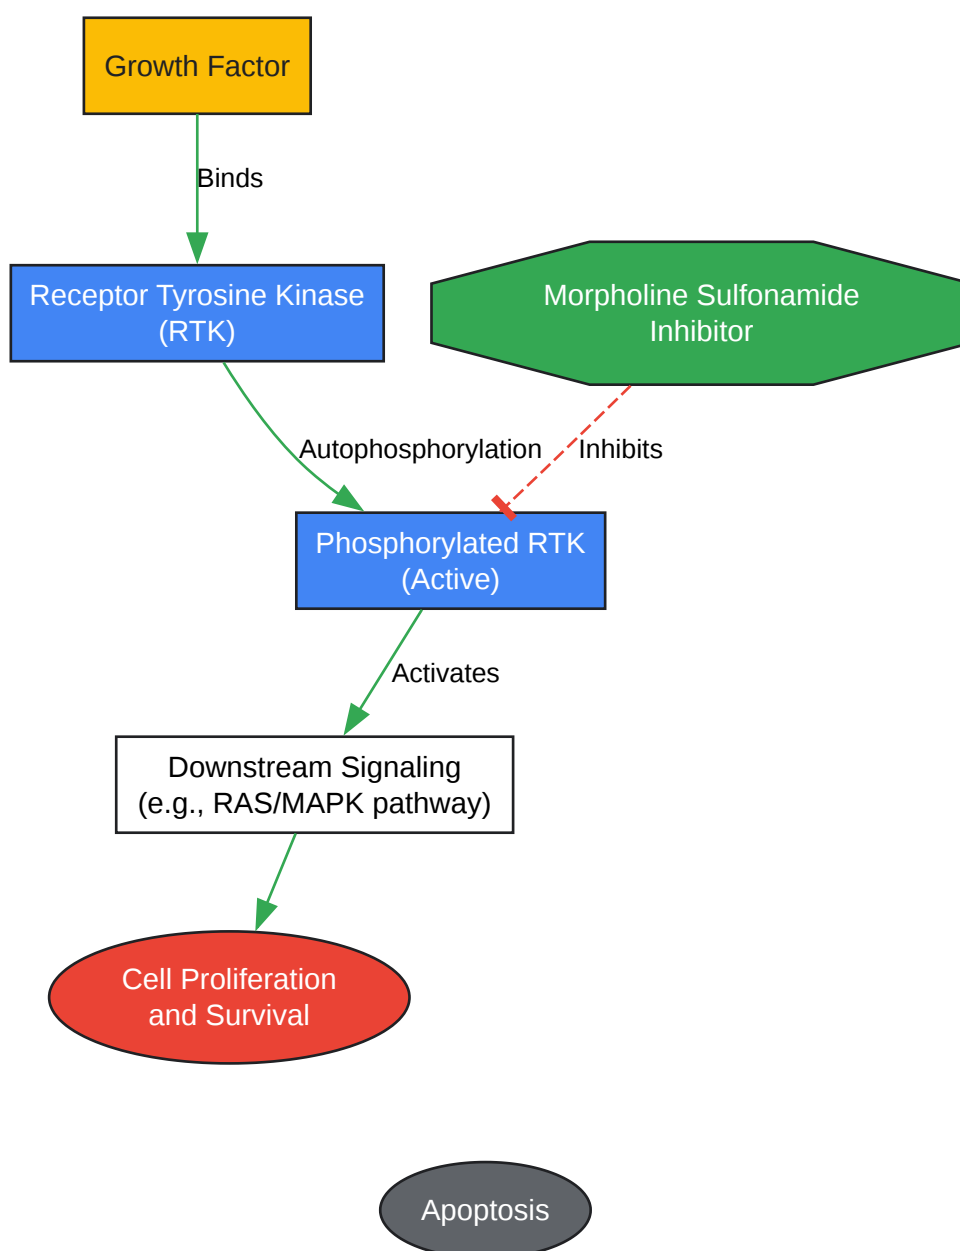 Growth Factor
Binds
Receptor Tyrosine Kinase
(RTK)
Morpholine Sulfonamide
Inhibitor
Autophosphorylation
Inhibits
Phosphorylated RTK
(Active)
Activates
Downstream Signaling
(e.g., RAS/MAPK pathway)
Cell Proliferation
and Survival
Apoptosis